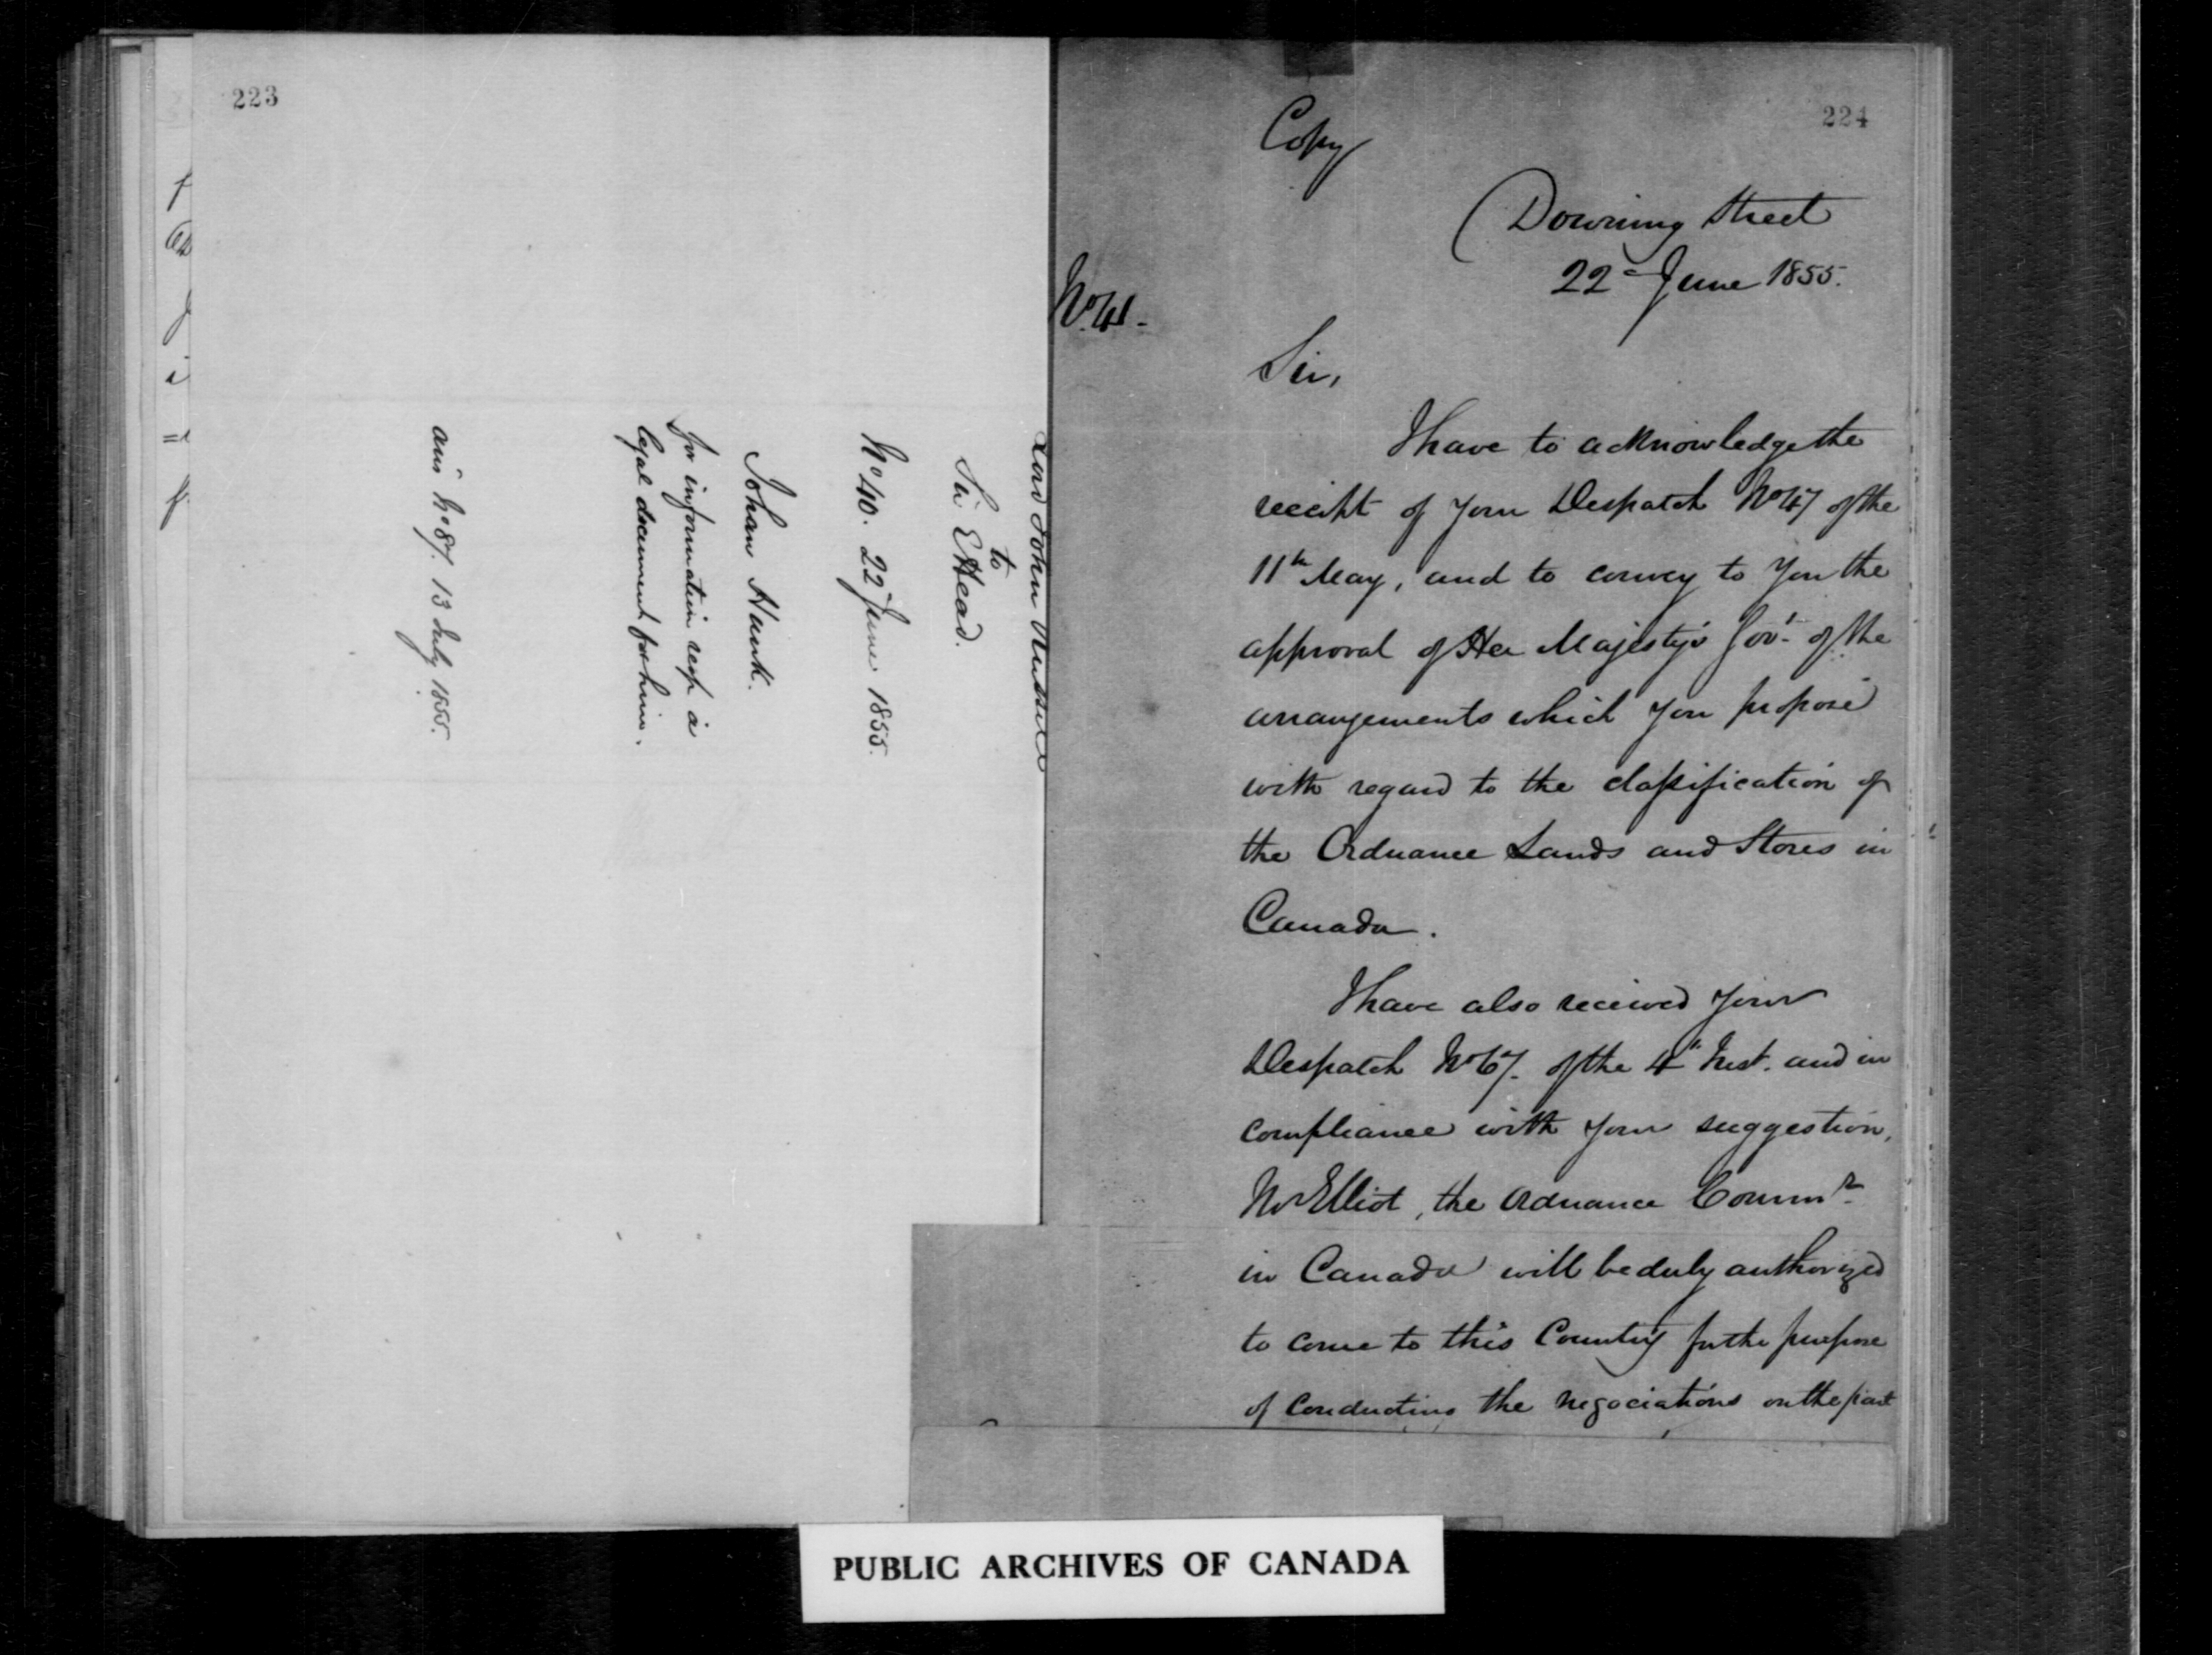 223
Lord John Russell
to
Sir E Head.
No 40. 22 June 1855.
Johan Hunk.
for information resp a
legal document for him.
ans No 87. 13 July 1855.
224
Copy
Downing Street
22d June 1855.
No 41.
Sir,
I have to acknowledge the
receipt of your Despatch No 47 of the
11th May, and to convey to you the
approval of Her Majesty's Govt. of the
arrangements which you propose
with regard to the classification of
the Ordnance Lands and Stores in
Canada.
I have also received your
Despatch No 67. of the 4th Inst. and in
compliance with your suggestion,
Mr Elliot, the Ordnance Commr.
in Canada will be duly authorized
to come to this Country for the purpose
of conducting the negociations on the part
PUBLIC ARCHIVES OF CANADA